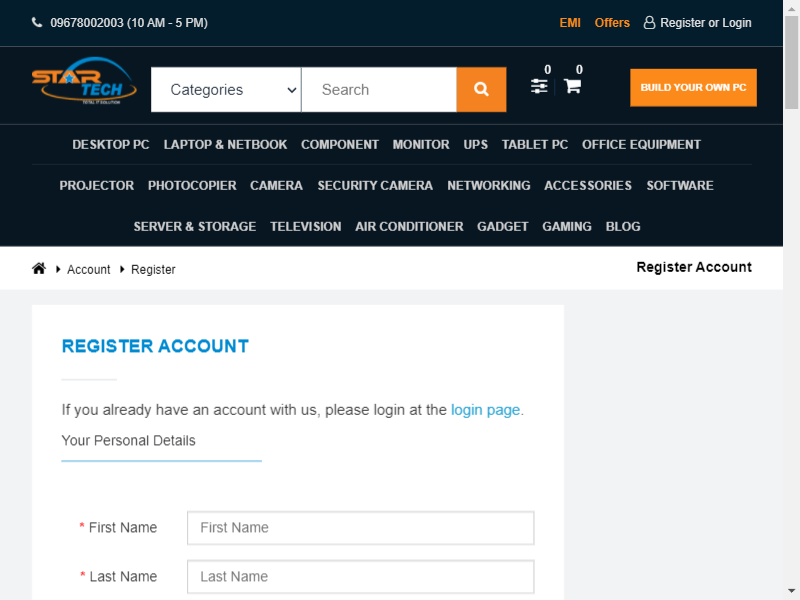 09678002003 (10 AM - 5 PM)
EMI Offers Register or Login
STAR TECH
TOTAL IT SOLUTION
Categories Search
0 0
BUILD YOUR OWN PC
DESKTOP PC LAPTOP & NETBOOK COMPONENT MONITOR UPS TABLET PC OFFICE EQUIPMENT
PROJECTOR PHOTOCOPIER CAMERA SECURITY CAMERA NETWORKING ACCESSORIES SOFTWARE
SERVER & STORAGE TELEVISION AIR CONDITIONER GADGET GAMING BLOG
Account Register
Register Account
REGISTER ACCOUNT
If you already have an account with us, please login at the login page.
Your Personal Details
* First Name First Name
* Last Name Last Name